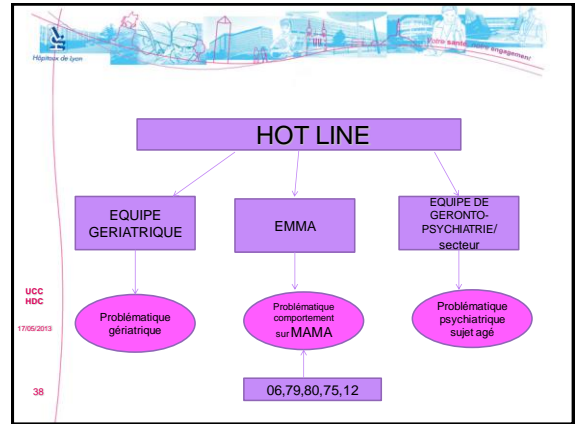 Hôpitaux de Lyon
Votre santé, notre engagement
HOT LINE
EQUIPE
GERIATRIQUE
EMMA
EQUIPE DE
GERONTO-
PSYCHIATRIE/
secteur
Problématique
gériatrique
Problématique
comportement
sur MAMA
Problématique
psychiatrique
sujet agé
UCC
HDC
17/05/2013
38
06,79,80,75,12